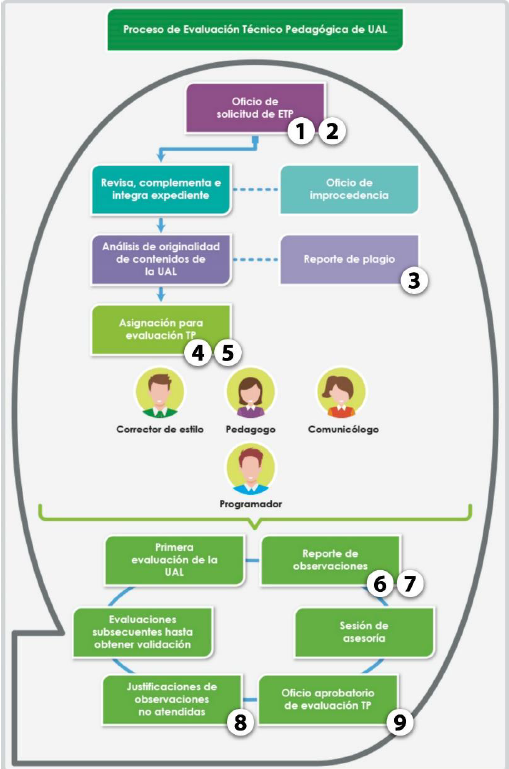 Proceso de Evaluación Técnico Pedagógica de UAL
Oficio de
solicitud de ETP
1 2
Revisa, complementa e
integra expediente
Oficio de
improcedencia
Análisis de originalidad
de contenidos de
la UAL
Reporte de plagio
3
Asignación para
evaluación TP
4 5
Corrector de estilo
Pedagogo
Comunicólogo
Programador
Primera
evaluación de la
UAL
Reporte de
observaciones
6 7
Evaluaciones
subsecuentes hasta
obtener validación
Sesión de
asesoría
Justificaciones de
observaciones
no atendidas
8
Oficio aprobatorio
de evaluación TP
9